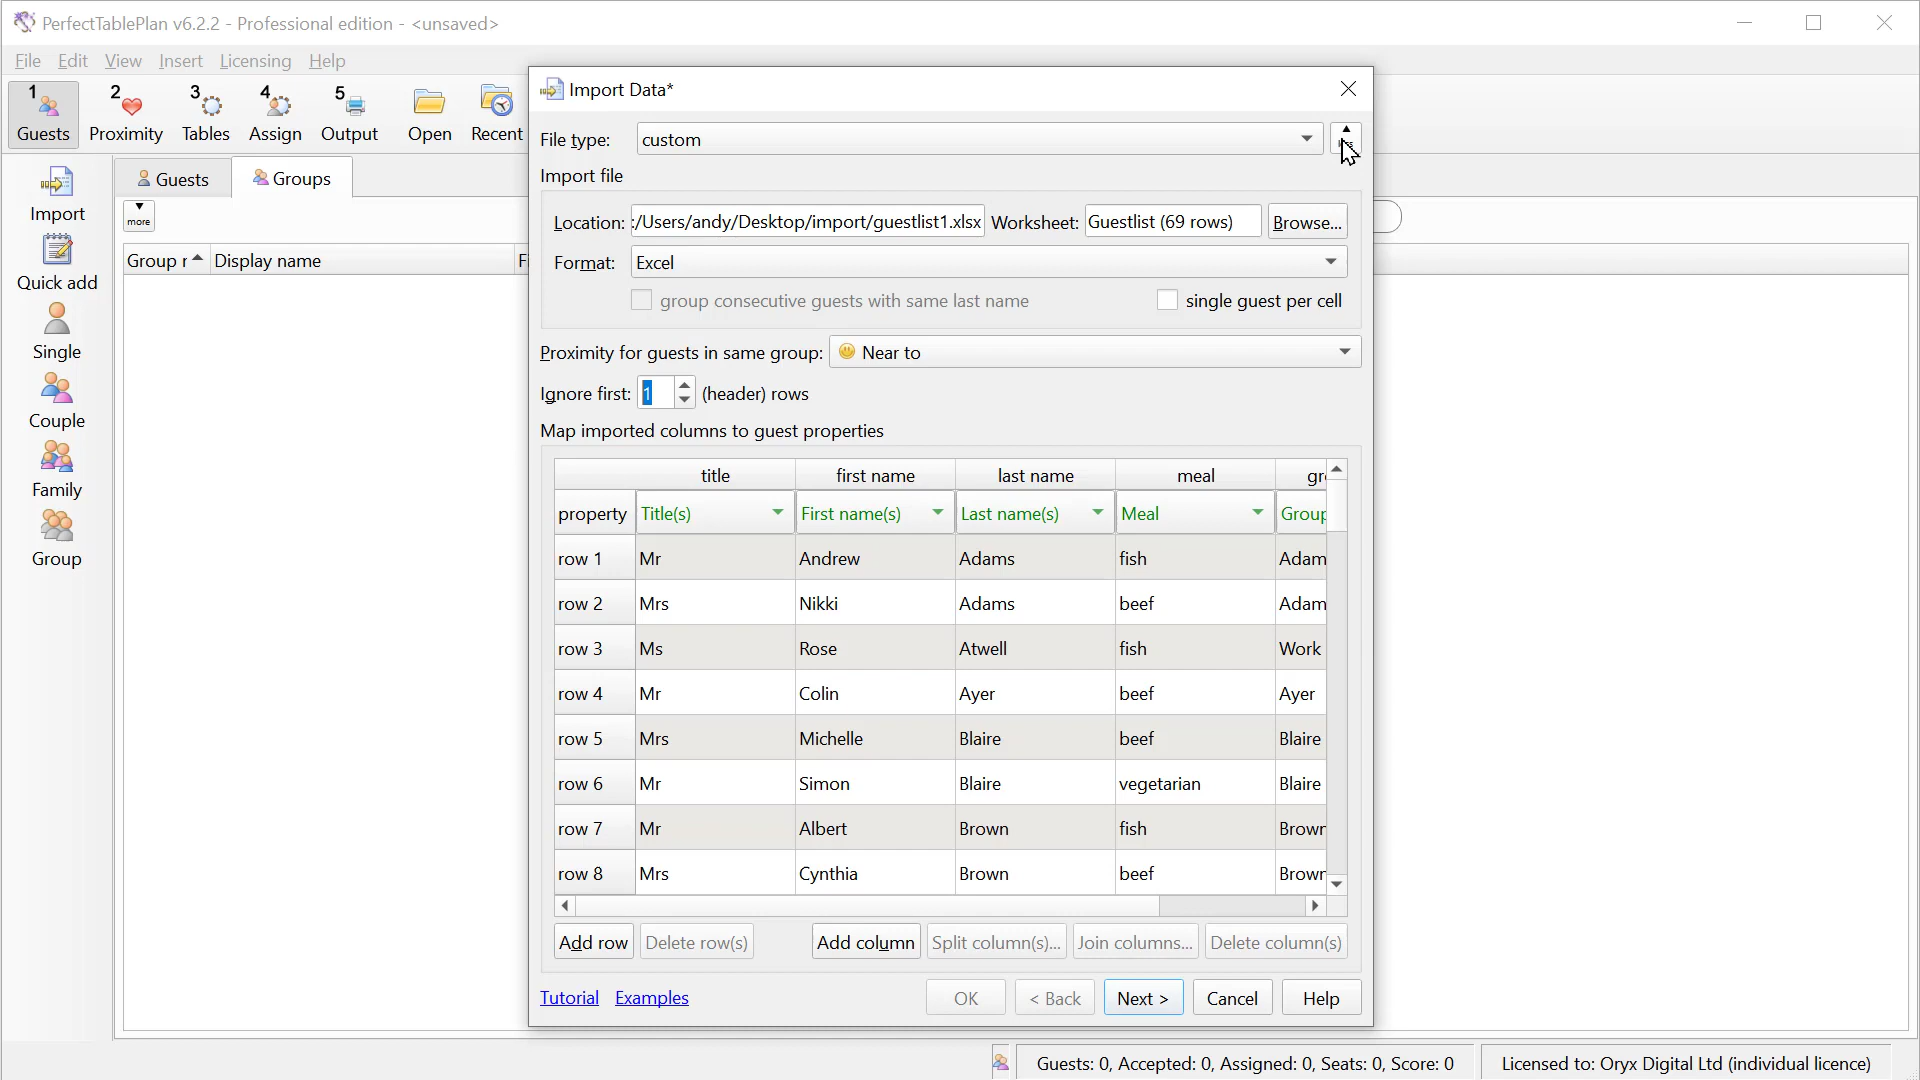 PerfectTablePlan v6.2.2 - Professional edition - <unsaved>
File Edit View Insert Licensing Help
1 Guests
2 Proximity
3 Tables
4 Assign
5 Output
Open
Recent
Import
Quick add
Single
Couple
Family
Group
Guests
Groups
more
Group r Display name Fi
Import Data*
File type: custom
Import file
Location: :/Users/andy/Desktop/import/guestlist1.xlsx Worksheet: Guestlist (69 rows) Browse...
Format: Excel
group consecutive guests with same last name single guest per cell
Proximity for guests in same group: Near to
Ignore first: 1 (header) rows
Map imported columns to guest properties
title first name last name meal gr
property Title(s) First name(s) Last name(s) Meal Group
row 1 Mr Andrew Adams fish Adam
row 2 Mrs Nikki Adams beef Adam
row 3 Ms Rose Atwell fish Work
row 4 Mr Colin Ayer beef Ayer
row 5 Mrs Michelle Blaire beef Blaire
row 6 Mr Simon Blaire vegetarian Blaire
row 7 Mr Albert Brown fish Brown
row 8 Mrs Cynthia Brown beef Brown
Add row Delete row(s) Add column Split column(s)... Join columns... Delete column(s)
Tutorial Examples OK < Back Next > Cancel Help
Guests: 0, Accepted: 0, Assigned: 0, Seats: 0, Score: 0 Licensed to: Oryx Digital Ltd (individual licence)